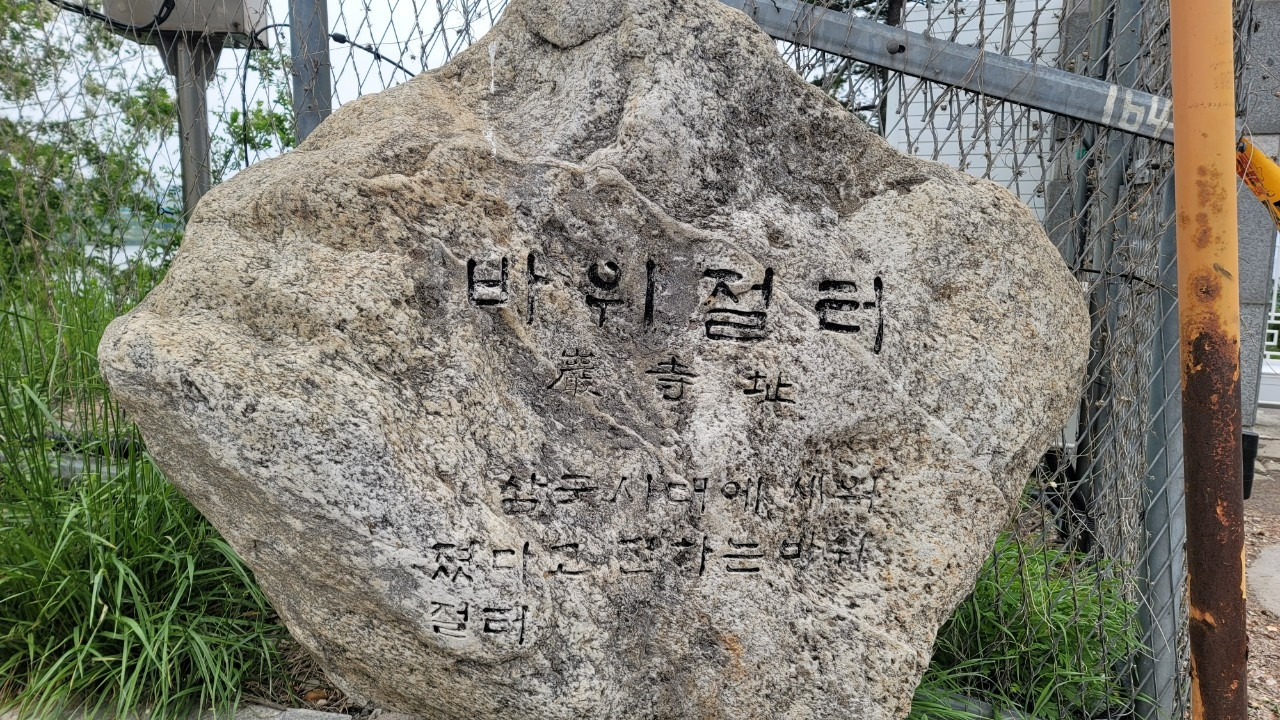 바위절터
巖寺址
삼국시대에 세워
졌다고 전하는 바위
절터
164